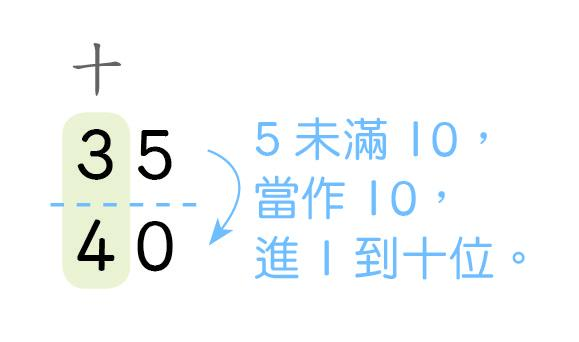 十
35
40
5 未滿 10，
當作 10，
進 1 到十位。